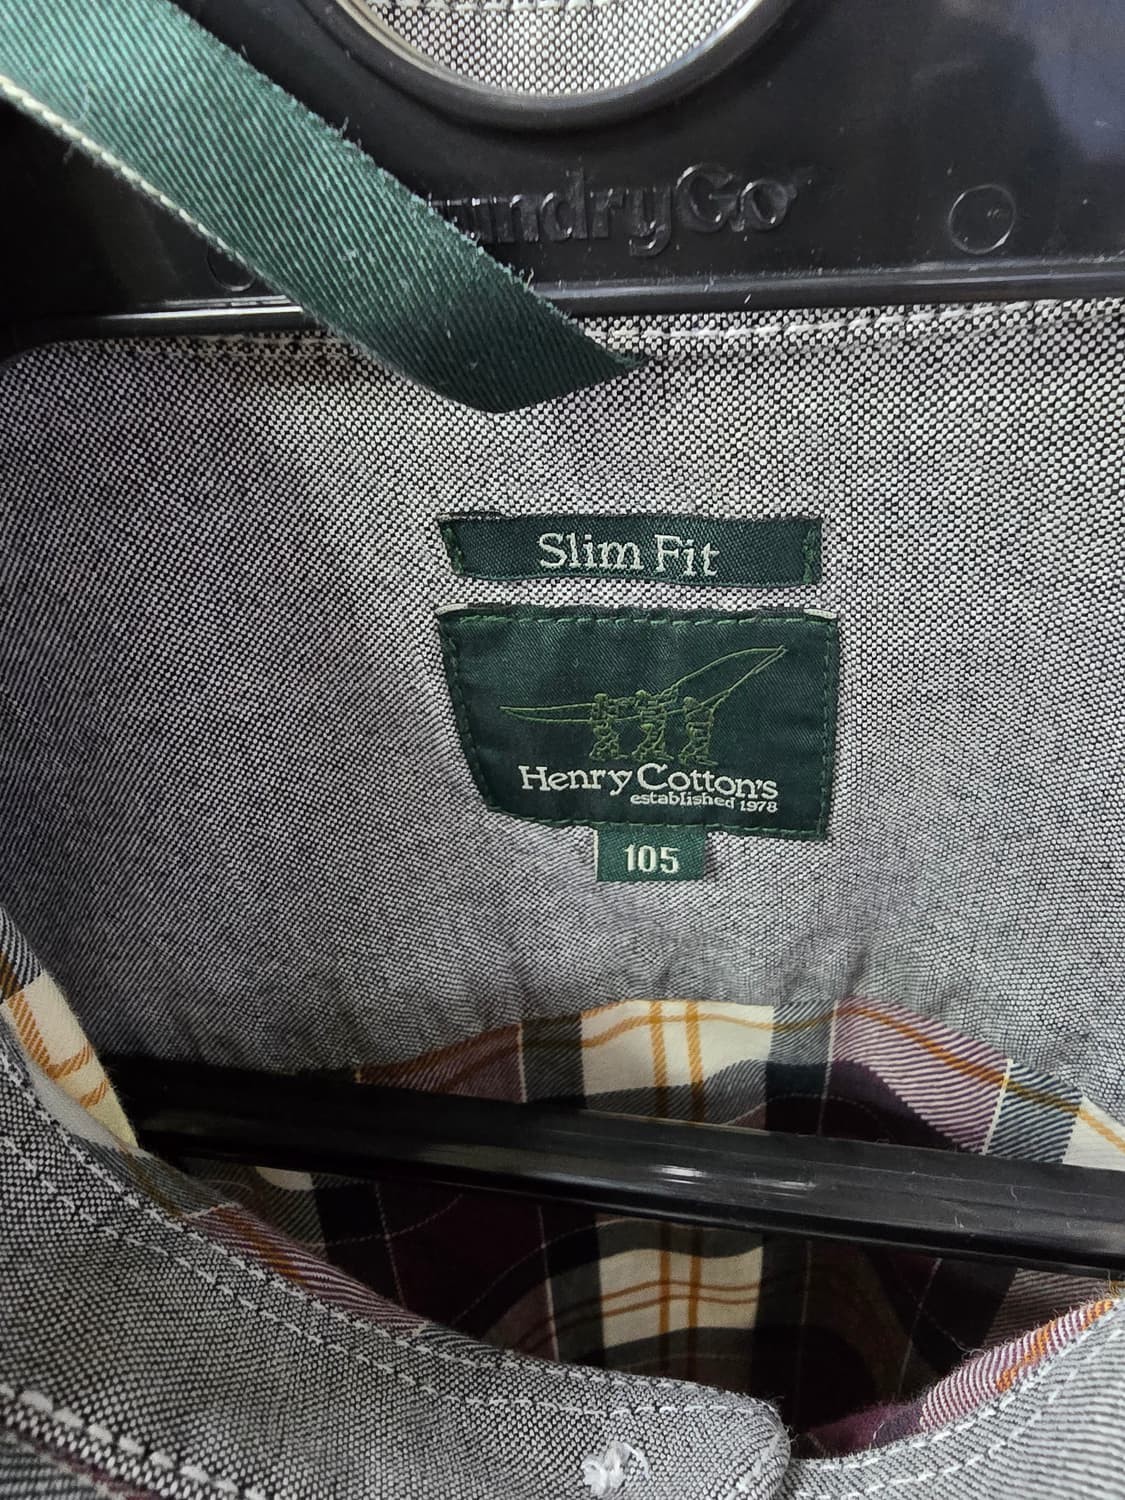 Slim Fit
Henry Cotton's
established 1978
105